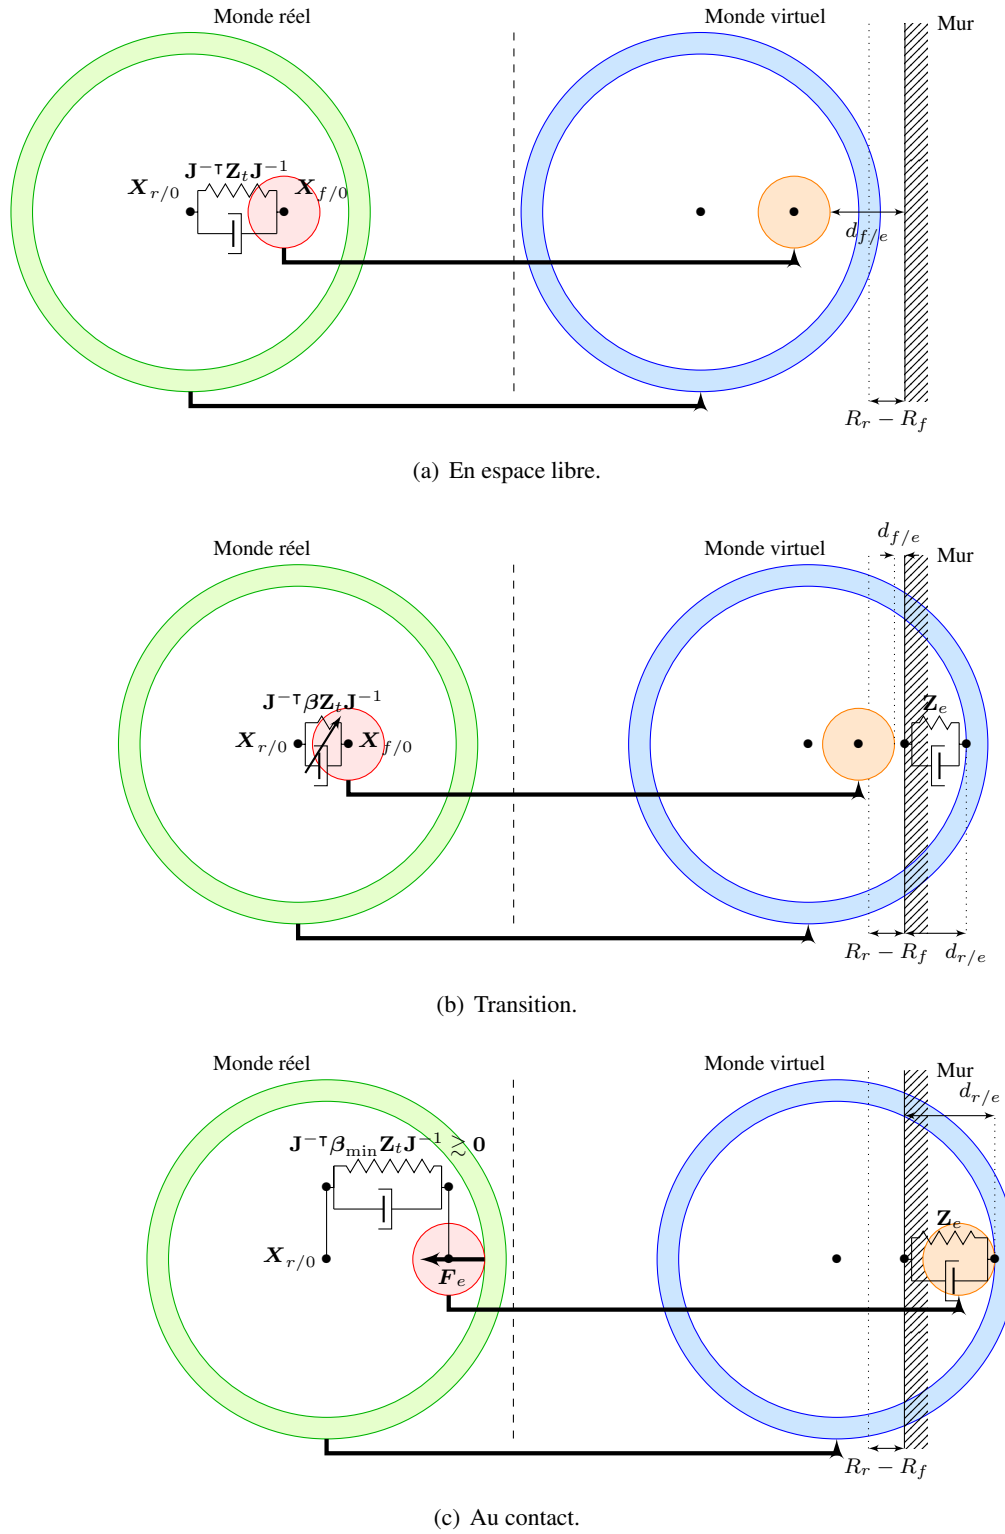 Monde réel Monde virtuel Mur
J⁻ᵀZₜJ⁻¹
X_{r/0} X_{f/0}
d_{f/e}
R_r − R_f
(a) En espace libre.
d_{f/e}
Monde réel Monde virtuel Mur
J⁻ᵀβZₜJ⁻¹ Z_e
X_{r/0} X_{f/0}
R_r − R_f d_{r/e}
(b) Transition.
Monde réel Monde virtuel Mur
d_{r/e}
J⁻ᵀβ_{min}ZₜJ⁻¹ ≳ 0
Z_e
X_{r/0}
F_e
R_r − R_f
(c) Au contact.